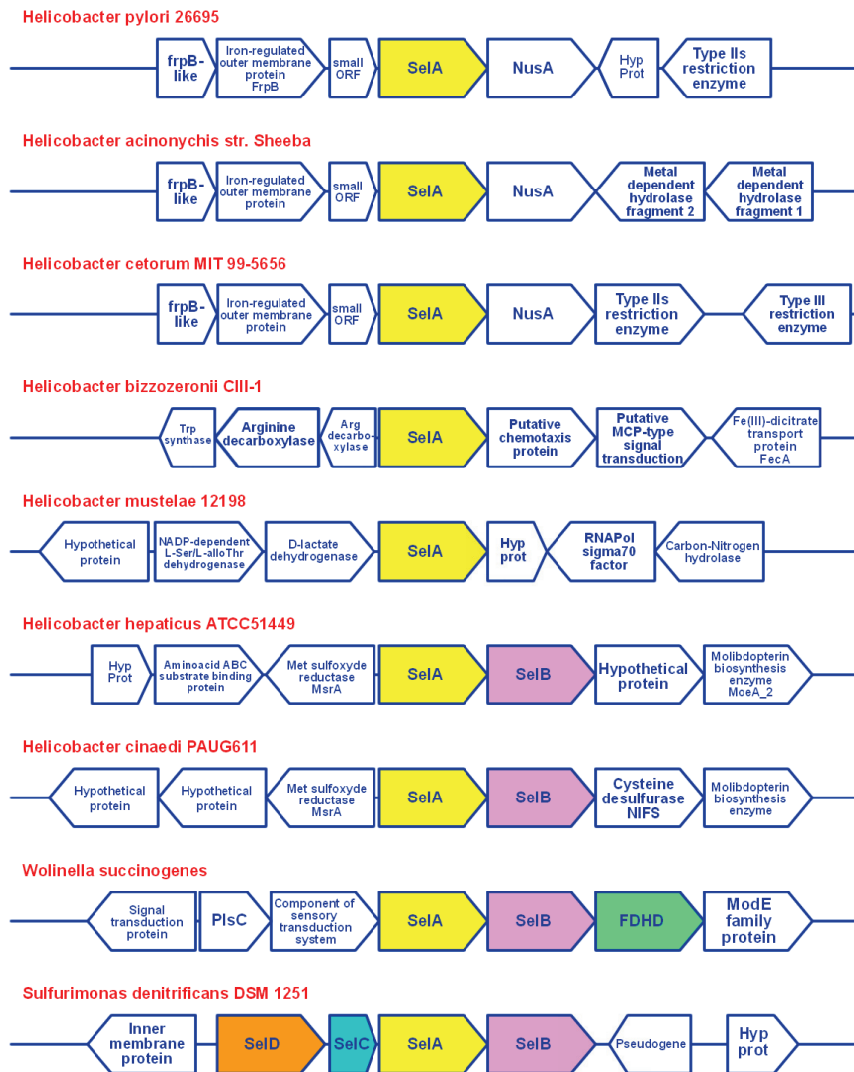 Helicobacter pylori 26695
frpB-
like
Iron-regulated
outer membrane
protein
FrpB
small
ORF
SelA
NusA
Hyp
Prot
Type IIs
restriction
enzyme
Helicobacter acinonychis str. Sheeba
frpB-
like
Iron-regulated
outer membrane
protein
small
ORF
SelA
NusA
Metal
dependent
hydrolase
fragment 2
Metal
dependent
hydrolase
fragment 1
Helicobacter cetorum MIT 99-5656
frpB-
like
Iron-regulated
outer membrane
protein
small
ORF
SelA
NusA
Type IIs
restriction
enzyme
Type III
restriction
enzyme
Helicobacter bizzozeronii CIII-1
Trp
synthase
Arginine
decarboxylase
Arg
decarbo-
xylase
SelA
Putative
chemotaxis
protein
Putative
MCP-type
signal
transduction
Fe(III)-dicitrate
transport
protein
FecA
Helicobacter mustelae 12198
Hypothetical
protein
NADP-dependent
L-Ser/L-alloThr
dehydrogenase
D-lactate
dehydrogenase
SelA
Hyp
prot
RNAPol
sigma70
factor
Carbon-Nitrogen
hydrolase
Helicobacter hepaticus ATCC51449
Hyp
Prot
Aminoacid ABC
substrate binding
protein
Met sulfoxyde
reductase
MsrA
SelA
SelB
Hypothetical
protein
Molibdopterin
biosynthesis
enzyme
MceA_2
Helicobacter cinaedi PAUG611
Hypothetical
protein
Hypothetical
protein
Met sulfoxyde
reductase
MsrA
SelA
SelB
Cysteine
desulfurase
NIFS
Molibdopterin
biosynthesis
enzyme
Wolinella succinogenes
Signal
transduction
protein
PlsC
Component of
sensory
transduction
system
SelA
SelB
FDHD
ModE
family
protein
Sulfurimonas denitrificans DSM 1251
Inner
membrane
protein
SelD
SelC
SelA
SelB
Pseudogene
Hyp
prot